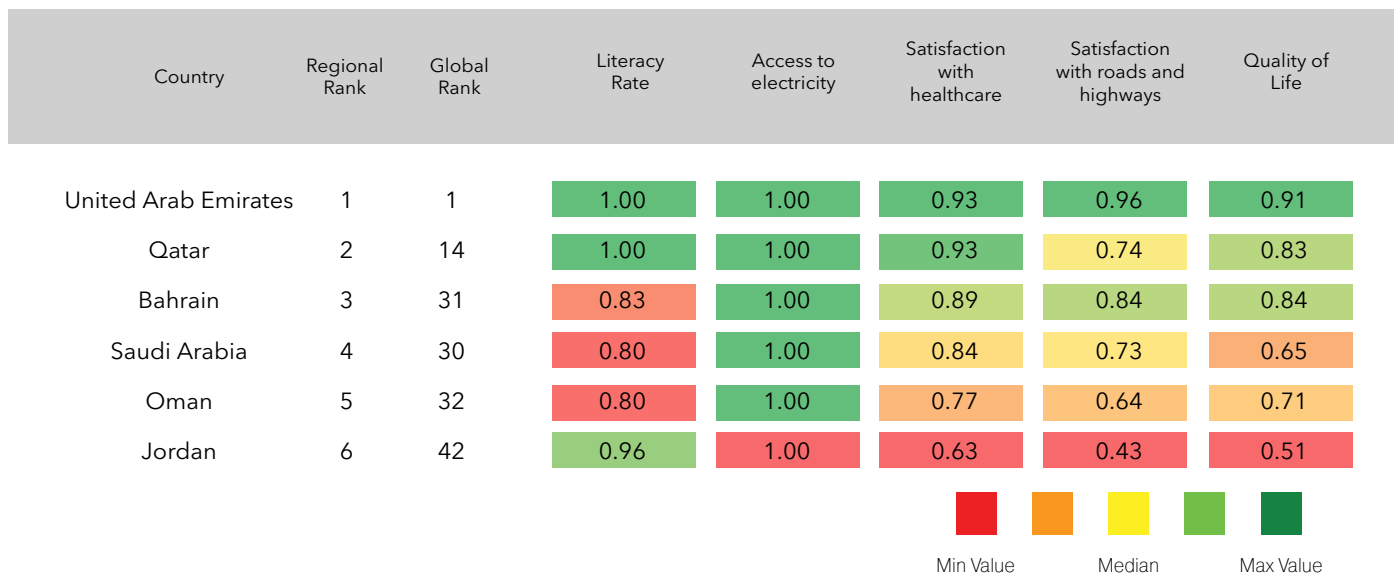 Country Regional Rank Global Rank Literacy Rate Access to electricity Satisfaction with healthcare Satisfaction with roads and highways Quality of Life
United Arab Emirates 1 1 1.00 1.00 0.93 0.96 0.91
Qatar 2 14 1.00 1.00 0.93 0.74 0.83
Bahrain 3 31 0.83 1.00 0.89 0.84 0.84
Saudi Arabia 4 30 0.80 1.00 0.84 0.73 0.65
Oman 5 32 0.80 1.00 0.77 0.64 0.71
Jordan 6 42 0.96 1.00 0.63 0.43 0.51
Min Value Median Max Value